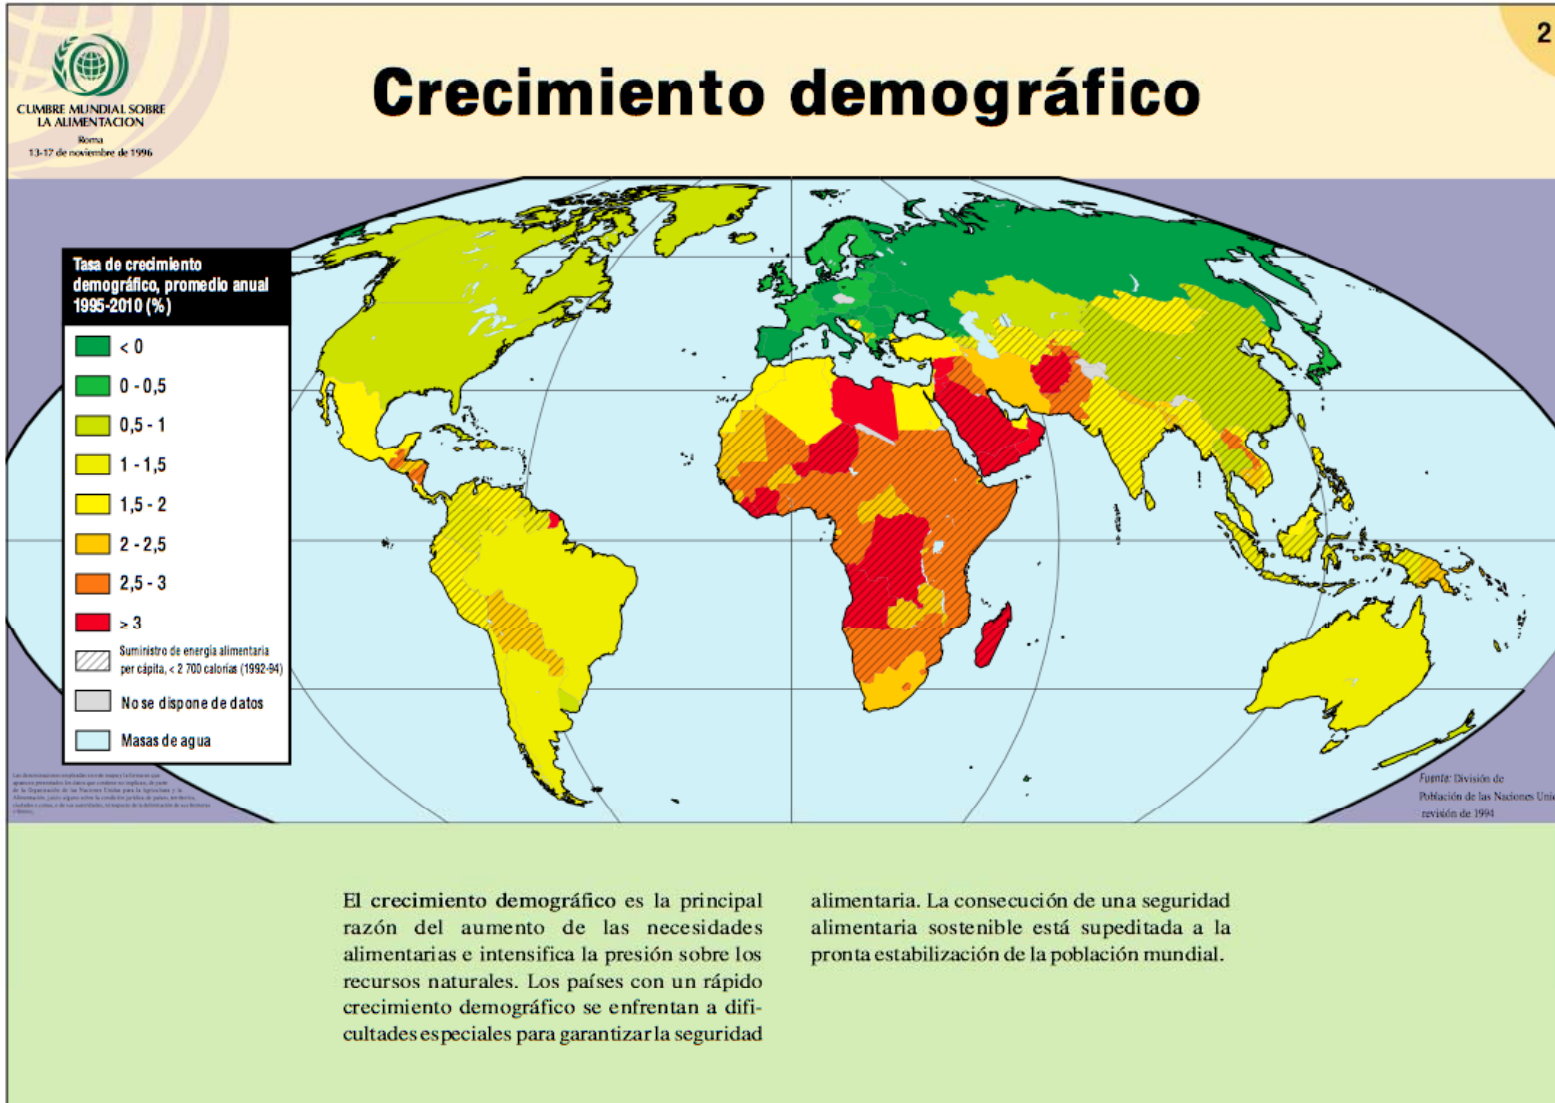 2
CUMBRE MUNDIAL SOBRE
LA ALIMENTACION
Roma
13-17 de noviembre de 1996
Crecimiento demográfico
Tasa de crecimiento
demográfico, promedio anual
1995-2010 (%)
< 0
0 - 0,5
0,5 - 1
1 - 1,5
1,5 - 2
2 - 2,5
2,5 - 3
> 3
Suministro de energía alimentaria
per cápita, < 2 700 calorías (1992-94)
No se dispone de datos
Masas de agua
Fuente: División de
Población de las Naciones Uni
revisión de 1994
El crecimiento demográfico es la principal
razón del aumento de las necesidades
alimentarias e intensifica la presión sobre los
recursos naturales. Los países con un rápido
crecimiento demográfico se enfrentan a difi-
cultades especiales para garantizar la seguridad
alimentaria. La consecución de una seguridad
alimentaria sostenible está supeditada a la
pronta estabilización de la población mundial.